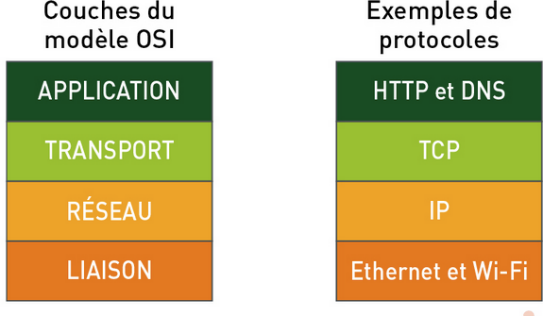 Couches du
modèle OSI
APPLICATION
TRANSPORT
RÉSEAU
LIAISON
Exemples de
protocoles
HTTP et DNS
TCP
IP
Ethernet et Wi-Fi